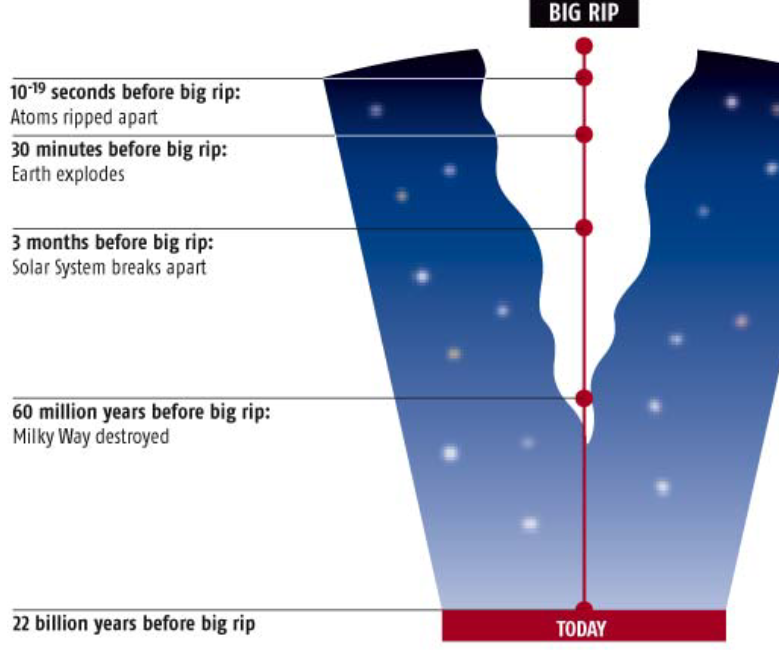 BIG RIP
10⁻¹⁹ seconds before big rip:
Atoms ripped apart
30 minutes before big rip:
Earth explodes
3 months before big rip:
Solar System breaks apart
60 million years before big rip:
Milky Way destroyed
22 billion years before big rip
TODAY